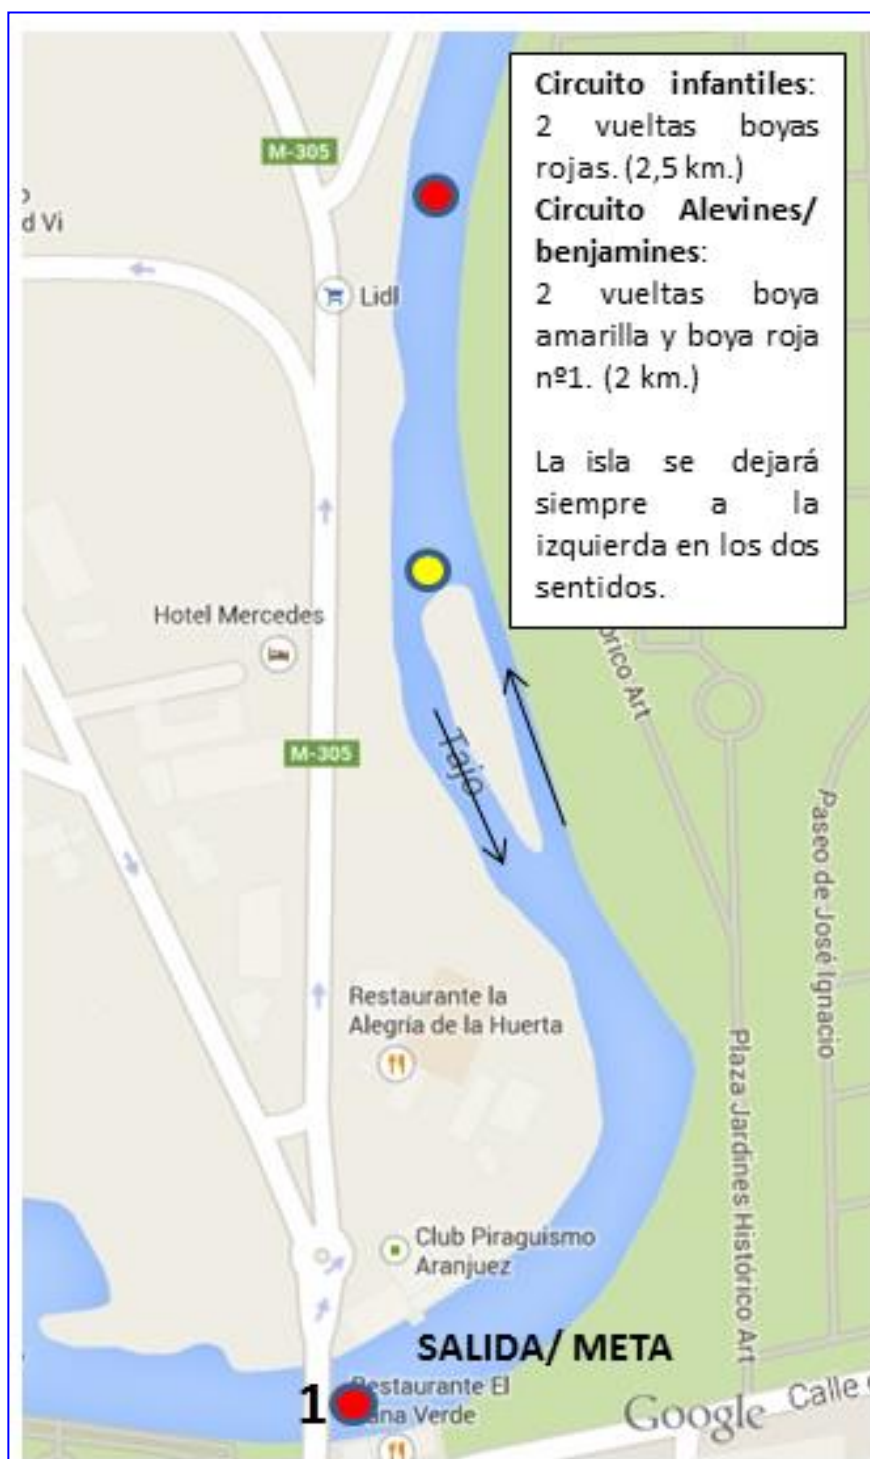 Circuito infantiles:
2 vueltas boyas
rojas. (2,5 km.)
Circuito Alevines/
benjamines:
2 vueltas boya
amarilla y boya roja
nº1. (2 km.)
La isla se dejará
siempre a la
izquierda en los dos
sentidos.
M-305
d Vi
Lidl
Hotel Mercedes
M-305
Tajo
órico Art
Paseo de José Ignacio
Plaza Jardines Histórico Art
Restaurante la
Alegría de la Huerta
Club Piragüismo
Aranjuez
SALIDA/ META
1
Restaurante El
ana Verde
Google
Calle